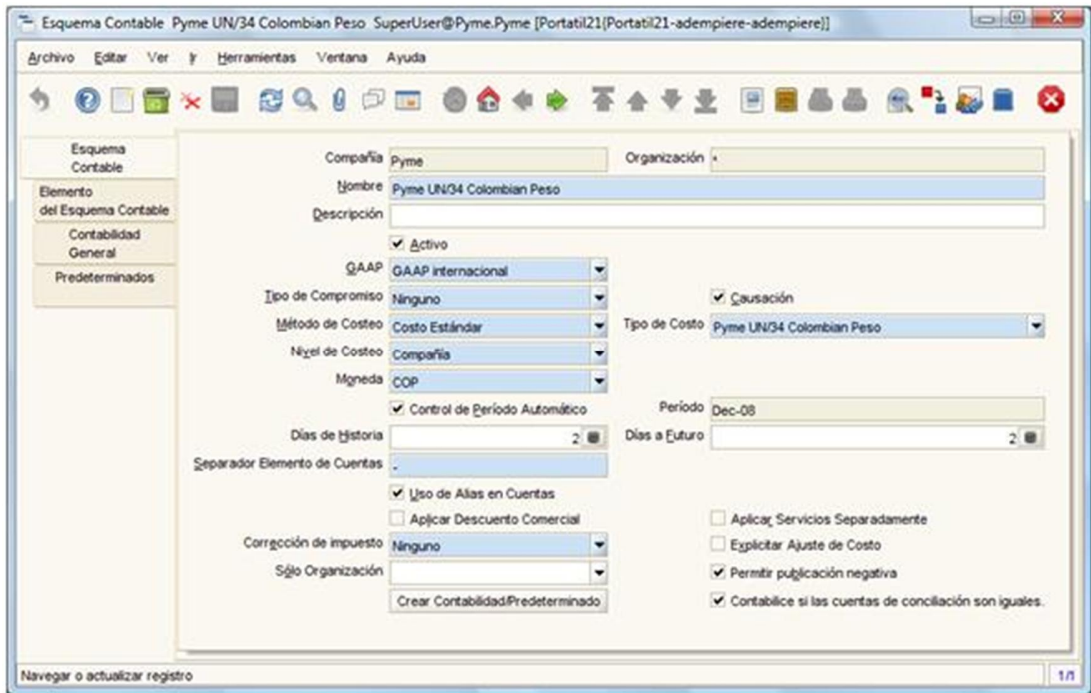 Esquema Contable Pyme UN/34 Colombian Peso SuperUser@Pyme.Pyme [Portatil21{Portatil21-adempiere-adempiere}]
Archivo Editar Ver Ir Herramientas Ventana Ayuda
Esquema
Contable
Elemento
del Esquema Contable
Contabilidad
General
Predeterminados
Compañía Pyme Organización *
Nombre Pyme UN/34 Colombian Peso
Descripción
Activo
GAAP GAAP internacional
Tipo de Compromiso Ninguno Causación
Método de Costeo Costo Estándar Tipo de Costo Pyme UN/34 Colombian Peso
Nivel de Costeo Compañía
Moneda COP
Control de Período Automático Período Dec-08
Días de Historia 2 Días a Futuro 2
Separador Elemento de Cuentas -
Uso de Alias en Cuentas
Aplicar Descuento Comercial Aplicar Servicios Separadamente
Corrección de impuesto Ninguno Explicitar Ajuste de Costo
Sólo Organización Permitir publicación negativa
Crear Contabilidad/Predeterminado Contabilice si las cuentas de conciliación son iguales.
Navegar o actualizar registro 1/1